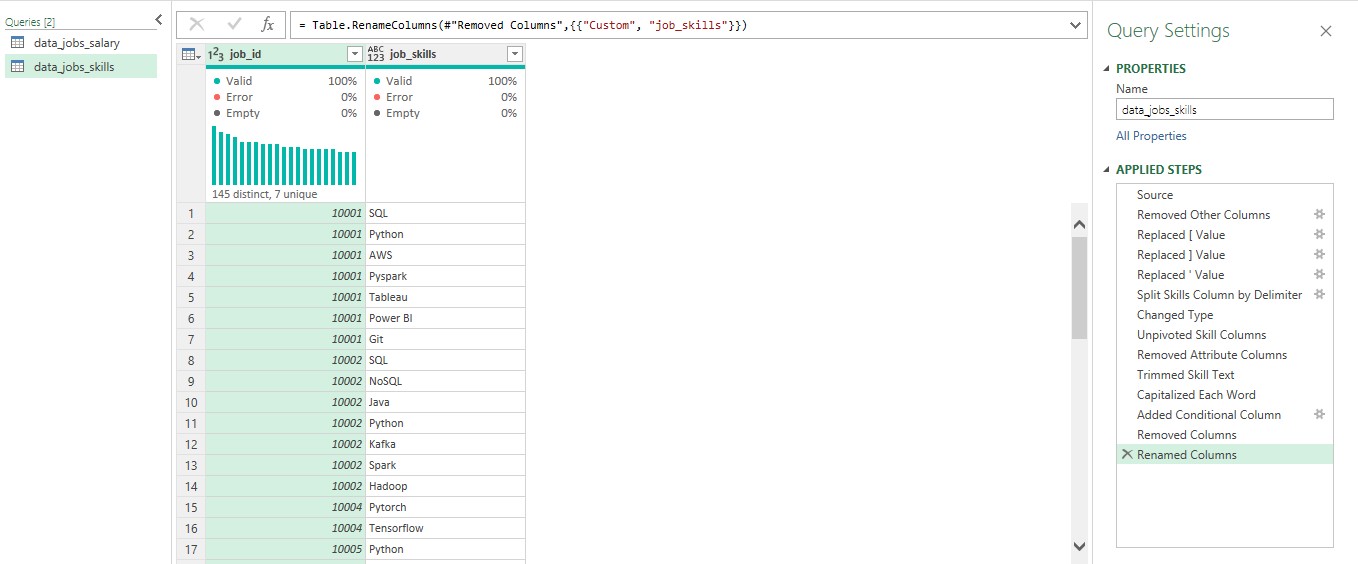 Queries [2]
data_jobs_salary
data_jobs_skills
fx
= Table.RenameColumns(#"Removed Columns",{{"Custom", "job_skills"}})
123 job_id
ABC 123 job_skills
Valid 100%
Error 0%
Empty 0%
145 distinct, 7 unique
Valid 100%
Error 0%
Empty 0%
1 10001 SQL
2 10001 Python
3 10001 AWS
4 10001 Pyspark
5 10001 Tableau
6 10001 Power BI
7 10001 Git
8 10002 SQL
9 10002 NoSQL
10 10002 Java
11 10002 Python
12 10002 Kafka
13 10002 Spark
14 10002 Hadoop
15 10004 Pytorch
16 10004 Tensorflow
17 10005 Python
Query Settings
PROPERTIES
Name
data_jobs_skills
All Properties
APPLIED STEPS
Source
Removed Other Columns
Replaced [ Value
Replaced ] Value
Replaced ' Value
Split Skills Column by Delimiter
Changed Type
Unpivoted Skill Columns
Removed Attribute Columns
Trimmed Skill Text
Capitalized Each Word
Added Conditional Column
Removed Columns
Renamed Columns